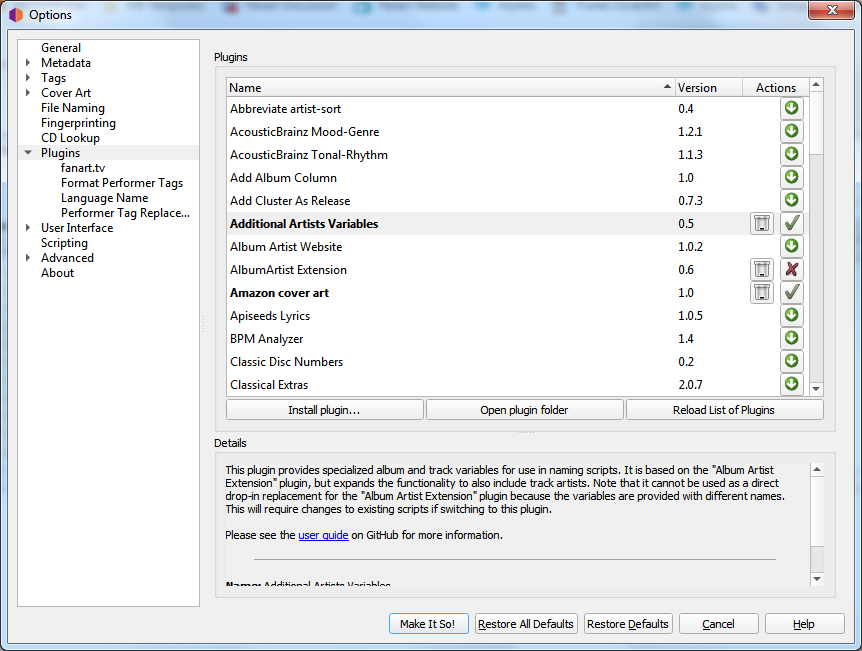 Options
General
Metadata
Tags
Cover Art
File Naming
Fingerprinting
CD Lookup
Plugins
fanart.tv
Format Performer Tags
Language Name
Performer Tag Replace...
User Interface
Scripting
Advanced
About
Plugins
Name Version Actions
Abbreviate artist-sort 0.4
AcousticBrainz Mood-Genre 1.2.1
AcousticBrainz Tonal-Rhythm 1.1.3
Add Album Column 1.0
Add Cluster As Release 0.7.3
Additional Artists Variables 0.5
Album Artist Website 1.0.2
AlbumArtist Extension 0.6
Amazon cover art 1.0
Apiseeds Lyrics 1.0.5
BPM Analyzer 1.4
Classic Disc Numbers 0.2
Classical Extras 2.0.7
Install plugin... Open plugin folder Reload List of Plugins
Details
This plugin provides specialized album and track variables for use in naming scripts. It is based on the "Album Artist
Extension" plugin, but expands the functionality to also include track artists. Note that it cannot be used as a direct
drop-in replacement for the "Album Artist Extension" plugin because the variables are provided with different names.
This will require changes to existing scripts if switching to this plugin.
Please see the user guide on GitHub for more information.
Name: Additional Artists Variables
Make It So! Restore All Defaults Restore Defaults Cancel Help